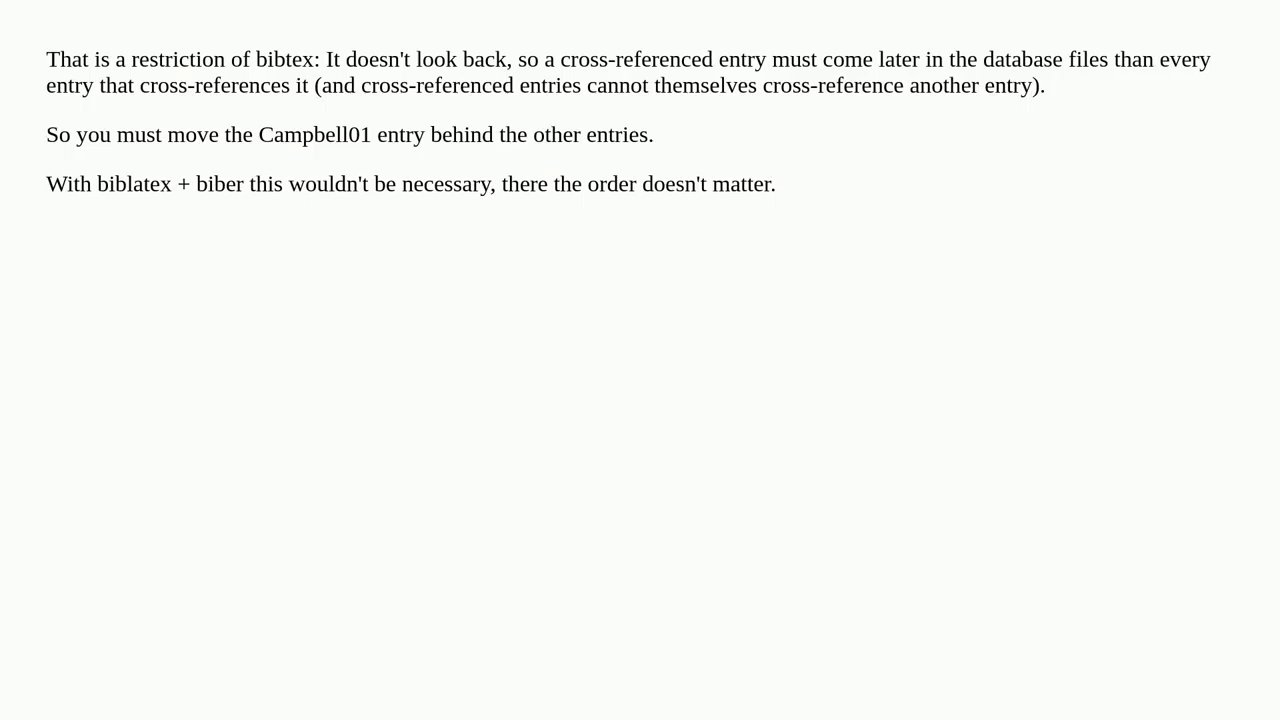 That is a restriction of bibtex: It doesn't look back, so a cross-referenced entry must come later in the database files than every
entry that cross-references it (and cross-referenced entries cannot themselves cross-reference another entry).
So you must move the Campbell01 entry behind the other entries.
With biblatex + biber this wouldn't be necessary, there the order doesn't matter.